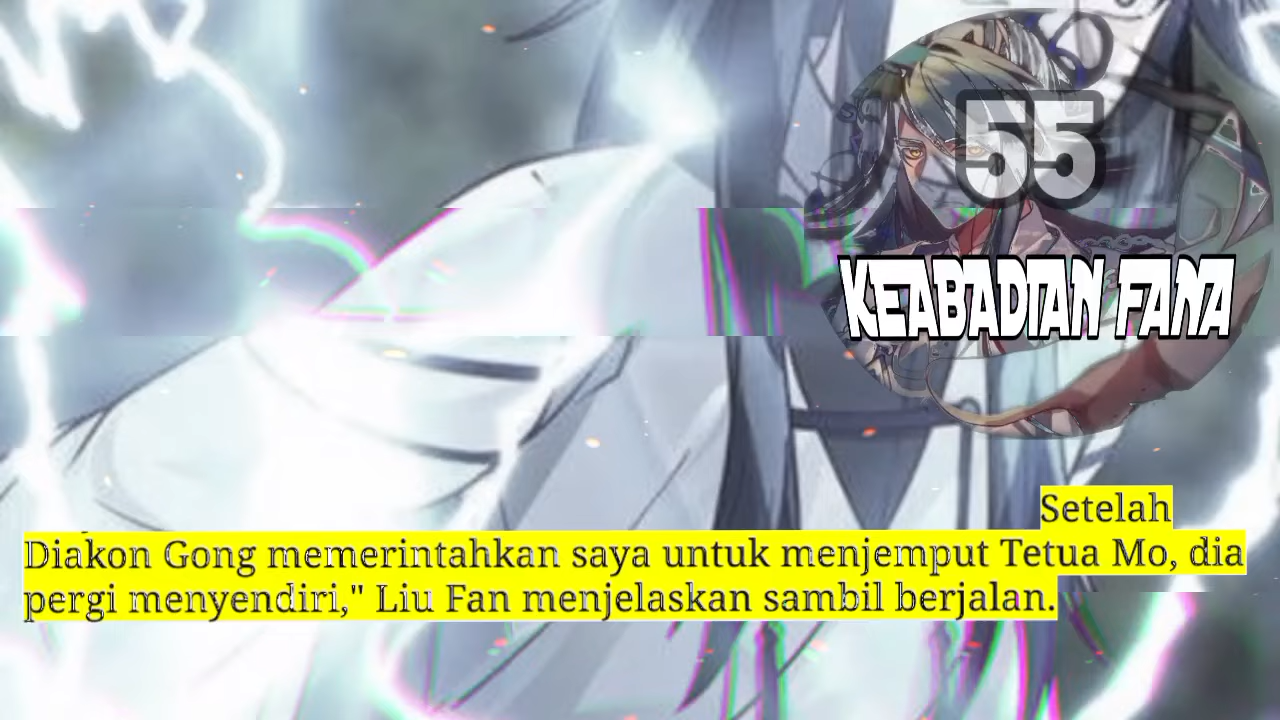 55
KEABADIAN FANA
Setelah
Diakon Gong memerintahkan saya untuk menjemput Tetua Mo, dia
pergi menyendiri," Liu Fan menjelaskan sambil berjalan.